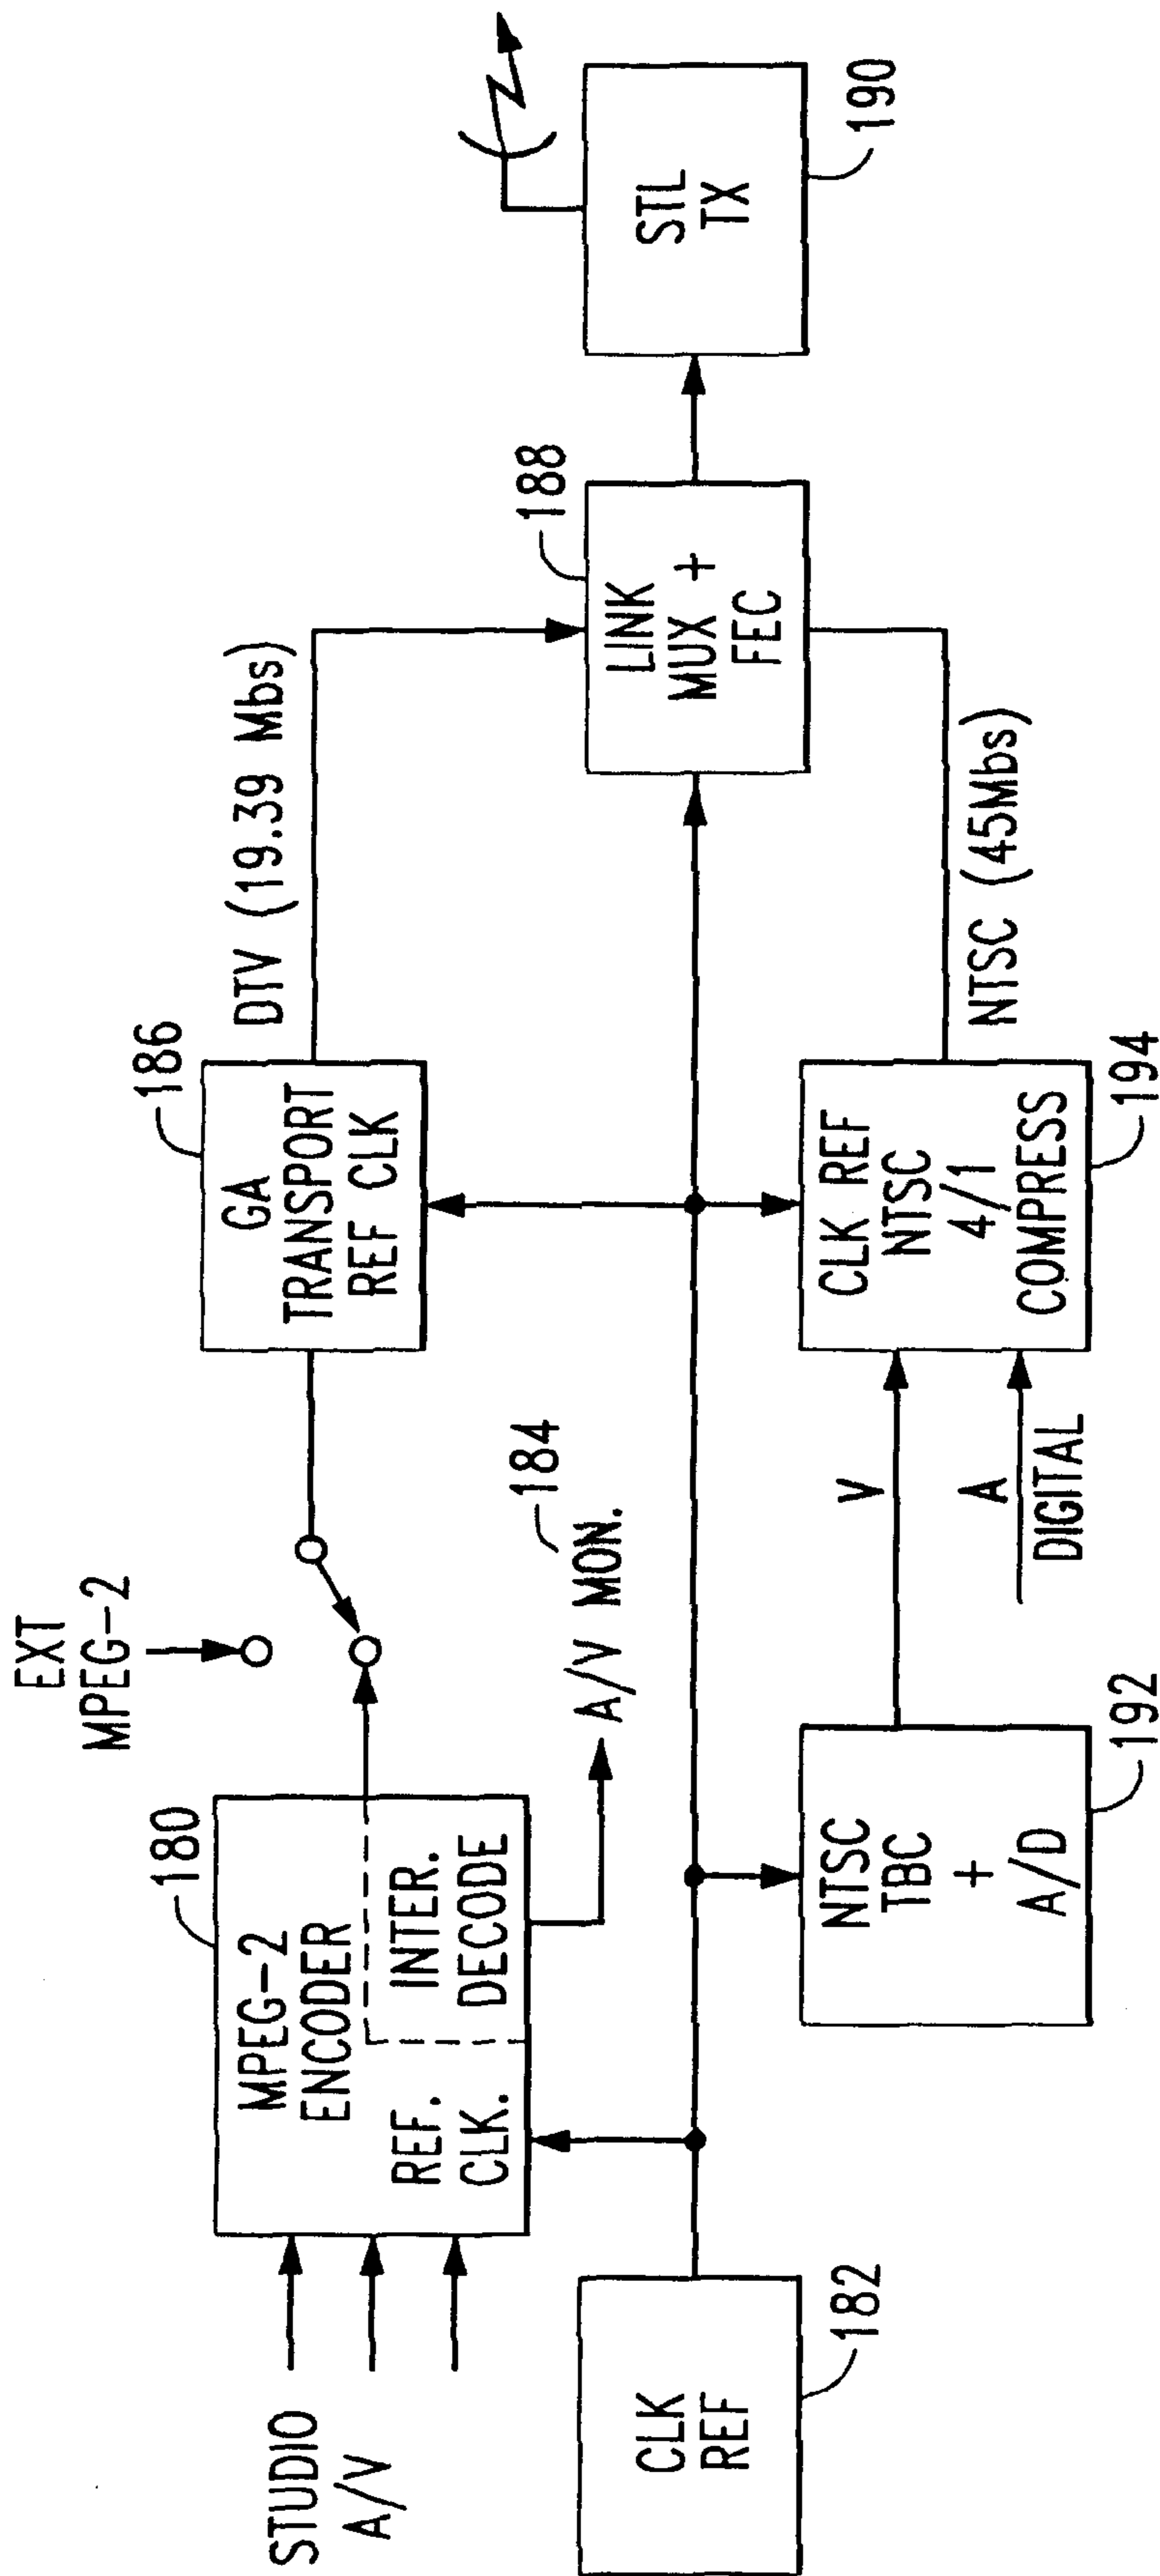 STUDIO
A/V
180
MPEG-2
ENCODER
REF.
CLK.
INTER.
DECODE
EXT
MPEG-2
184
A/V MON.
186
GA
TRANSPORT
REF CLK
DTV (19.39 Mbs)
188
LINK
MUX +
FEC
STL
TX
190
CLK
REF
182
NTSC
TBC
+
A/D
192
V
A
DIGITAL
CLK REF
NTSC
4/1
COMPRESS
194
NTSC (45Mbs)